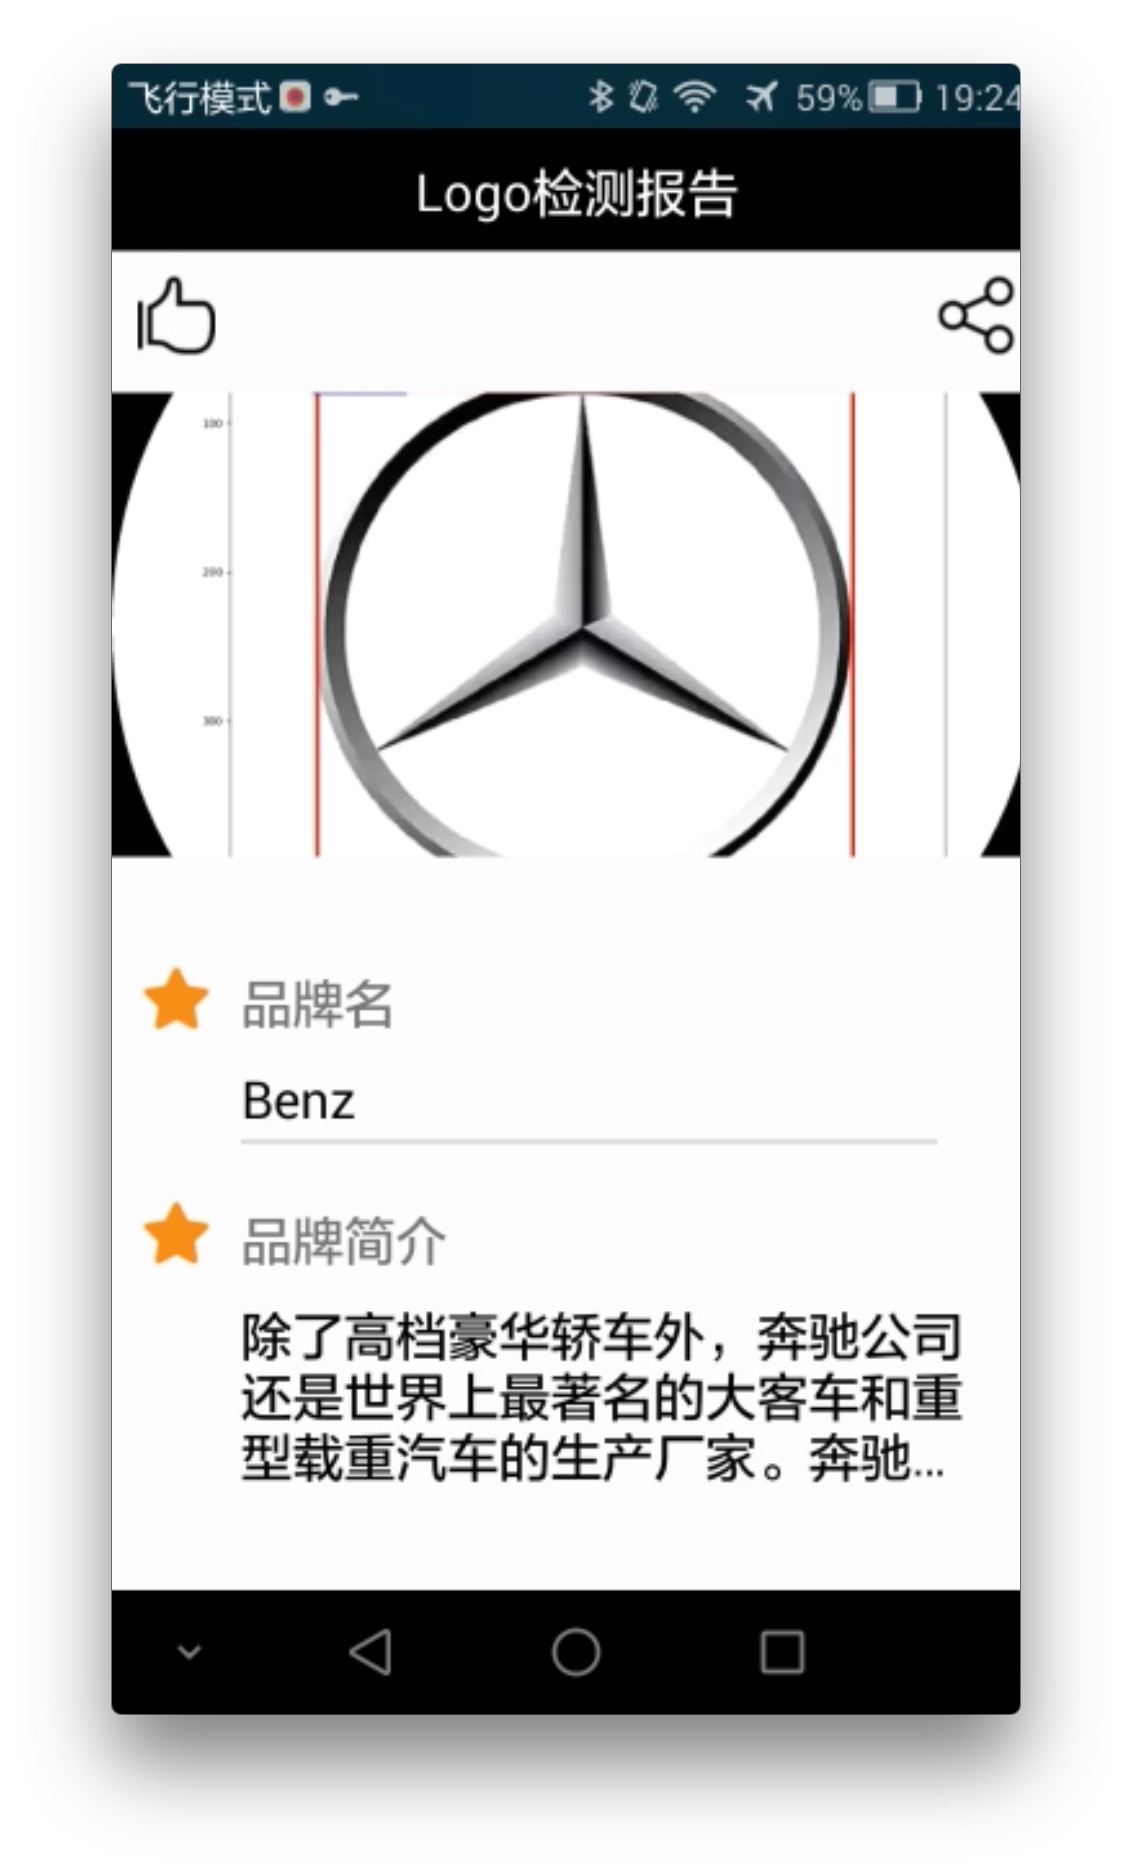 飞行模式 59% 19:24
Logo检测报告
100
200
300
品牌名
Benz
品牌简介
除了高档豪华轿车外，奔驰公司
还是世界上最著名的大客车和重
型载重汽车的生产厂家。奔驰...